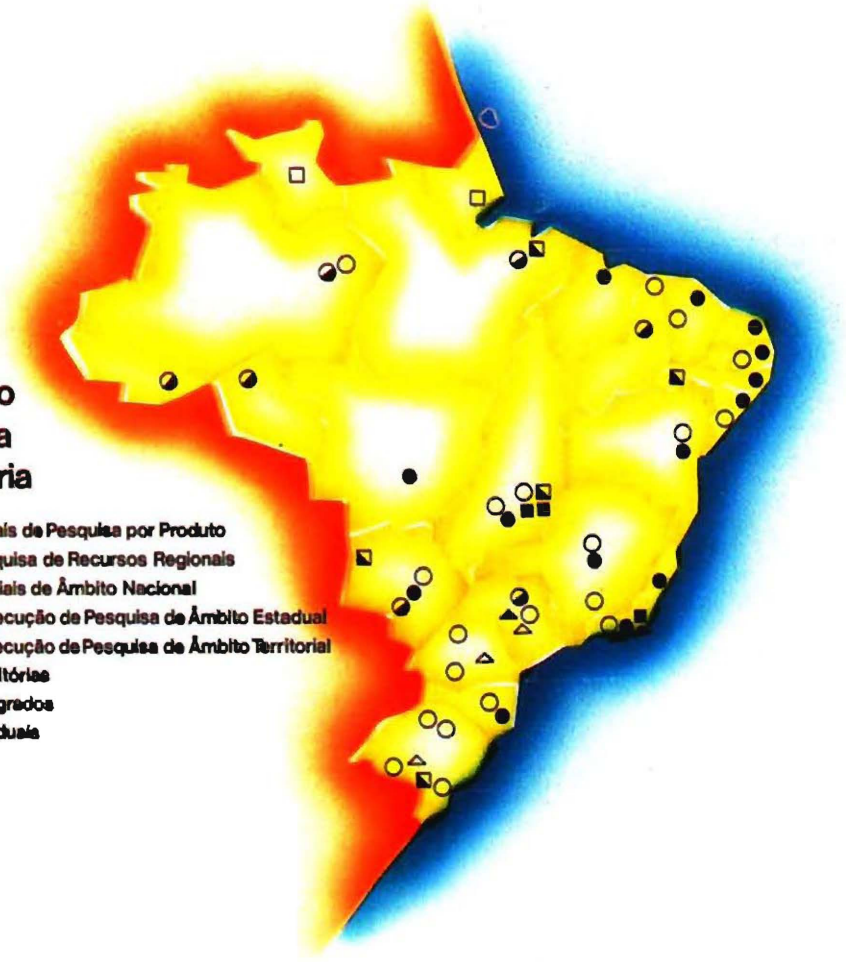 o
a
ria
ais de Pesquisa por Produto
quisa de Recursos Regionais
iais de Âmbito Nacional
ecução de Pesquisa de Âmbito Estadual
ecução de Pesquisa de Âmbito Territorial
itórias
grados
duais